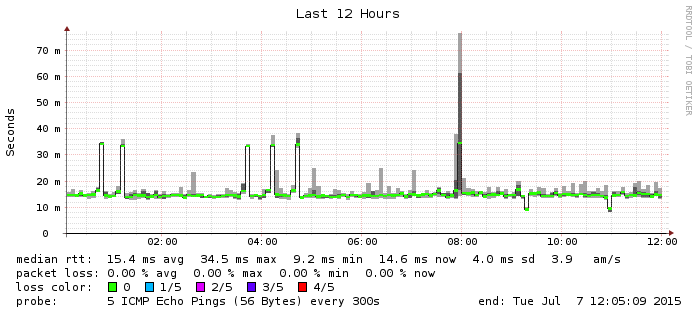 Last 12 Hours
RRDTOOL / TOBI OETIKER
Seconds
70 m
60 m
50 m
40 m
30 m
20 m
10 m
0
02:00 04:00 06:00 08:00 10:00 12:00
median rtt: 15.4 ms avg 34.5 ms max 9.2 ms min 14.6 ms now 4.0 ms sd 3.9 am/s
packet loss: 0.00 % avg 0.00 % max 0.00 % min 0.00 % now
loss color: 0 1/5 2/5 3/5 4/5
probe: 5 ICMP Echo Pings (56 Bytes) every 300s end: Tue Jul 7 12:05:09 2015